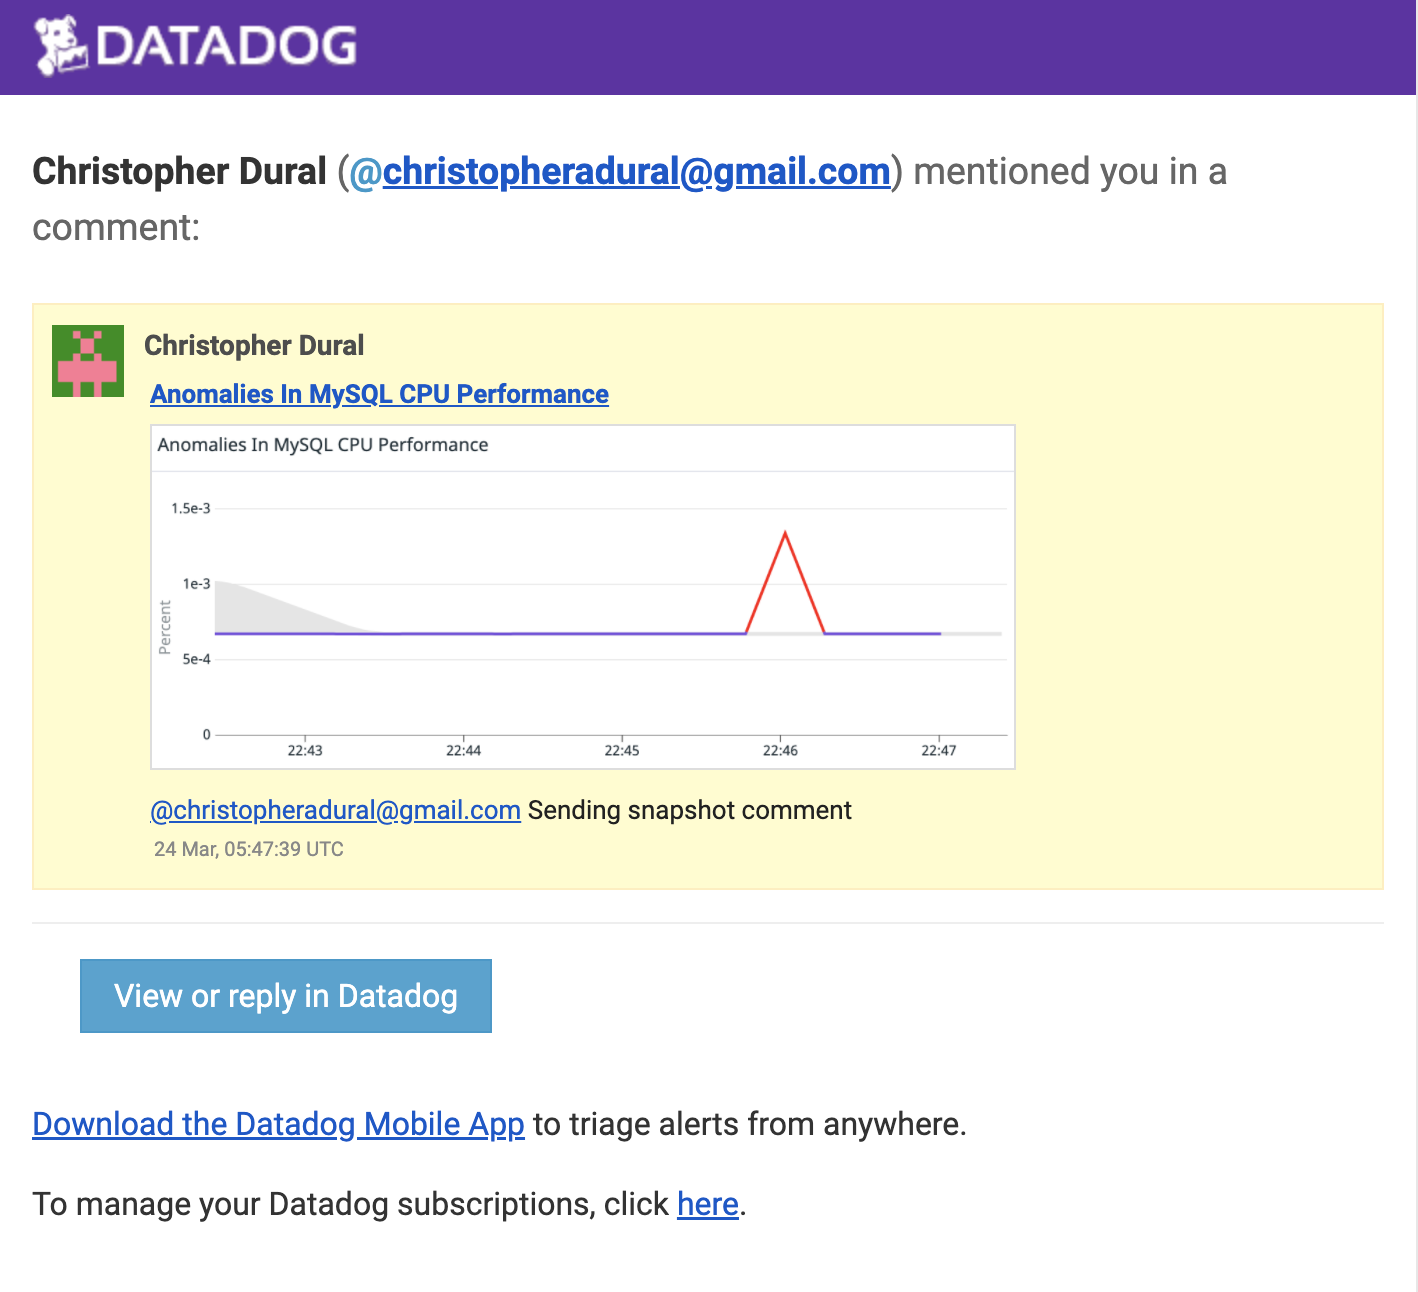 DATADOG
Christopher Dural (@christopheradural@gmail.com) mentioned you in a
comment:
Christopher Dural
Anomalies In MySQL CPU Performance
Anomalies In MySQL CPU Performance
1.5e-3
1e-3
Percent
5e-4
0
22:43 22:44 22:45 22:46 22:47
@christopheradural@gmail.com Sending snapshot comment
24 Mar, 05:47:39 UTC
View or reply in Datadog
Download the Datadog Mobile App to triage alerts from anywhere.
To manage your Datadog subscriptions, click here.